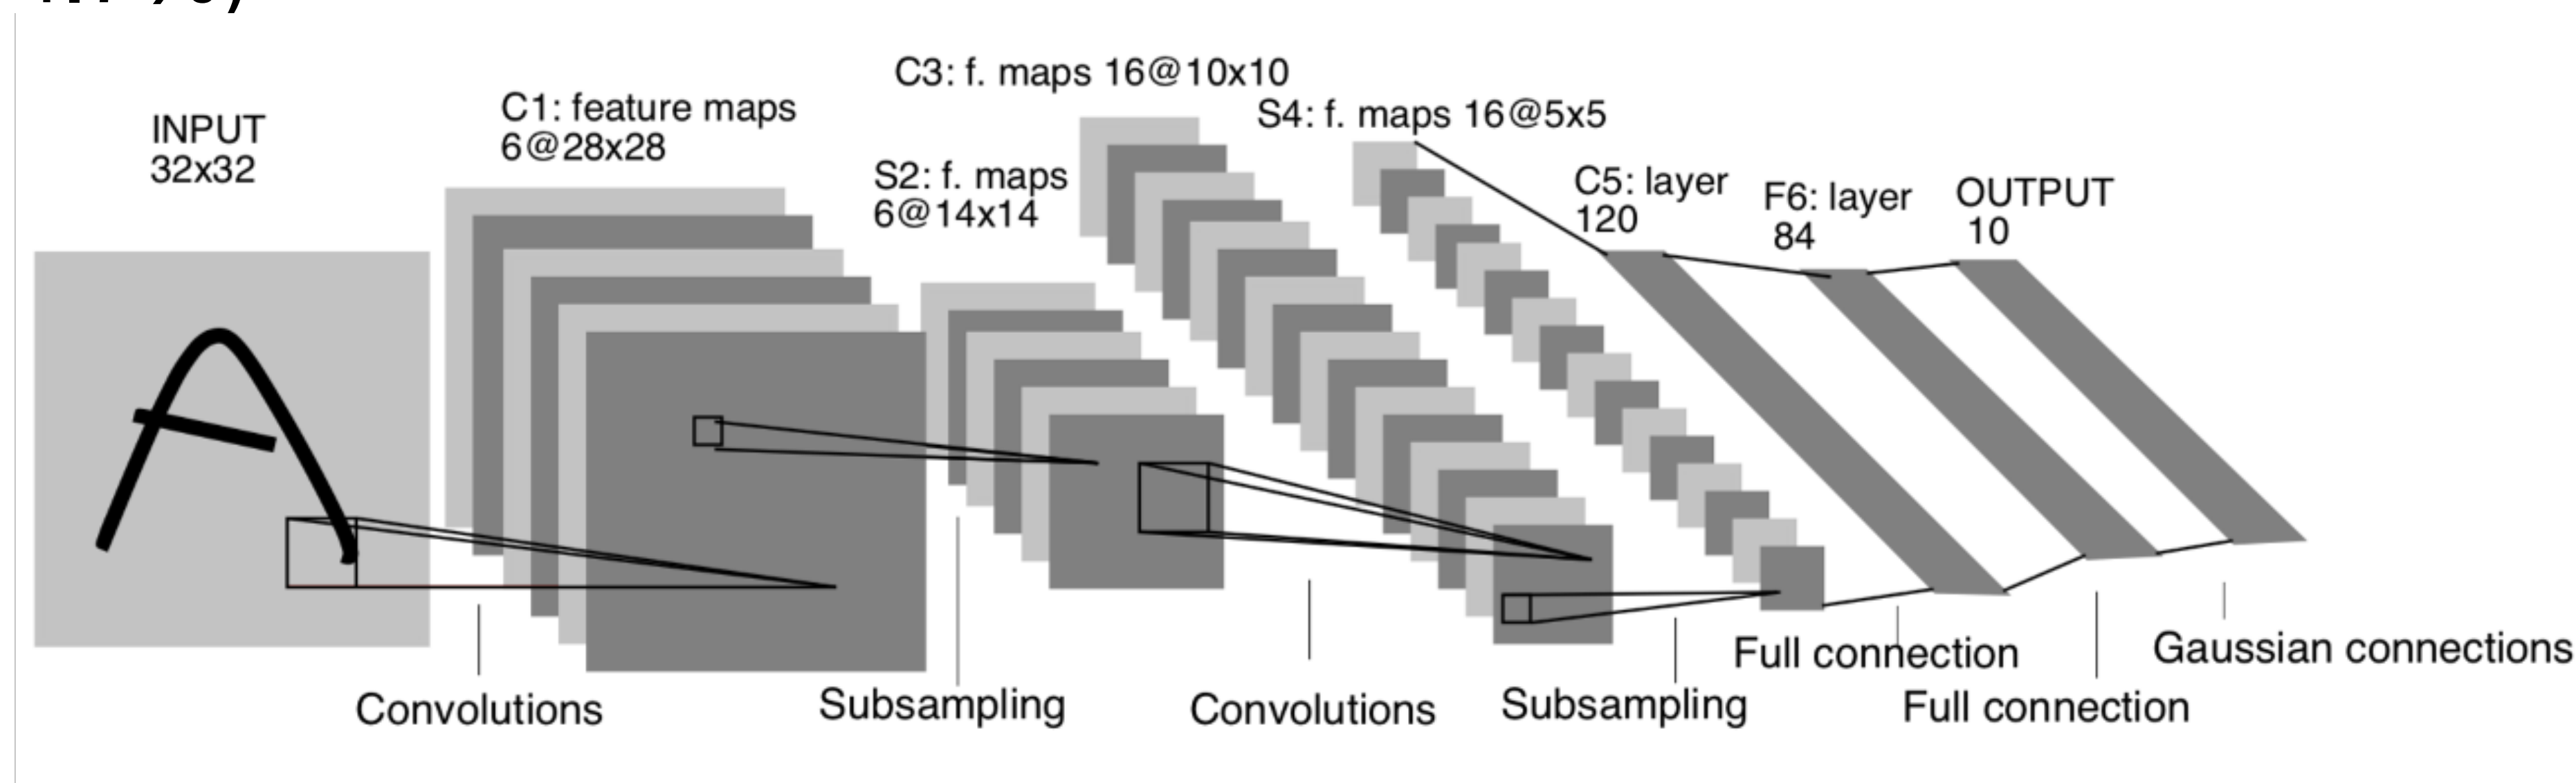 INPUT
32x32
C1: feature maps
6@28x28
S2: f. maps
6@14x14
C3: f. maps 16@10x10
S4: f. maps 16@5x5
C5: layer
120
F6: layer
84
OUTPUT
10
Convolutions
Subsampling
Convolutions
Subsampling
Full connection
Full connection
Gaussian connections